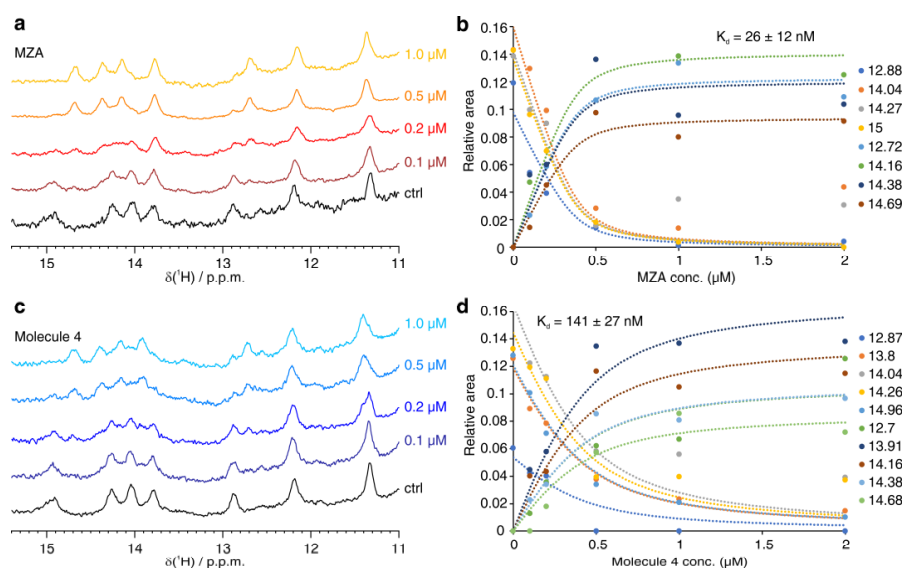 a
MZA
1.0 µM
0.5 µM
0.2 µM
0.1 µM
ctrl
15 14 13 12 11
δ(¹H) / p.p.m.
b
K_d = 26 ± 12 nM
Relative area
0.16
0.14
0.12
0.1
0.08
0.06
0.04
0.02
0
0 0.5 1 1.5 2
MZA conc. (µM)
12.88
14.04
14.27
15
12.72
14.16
14.38
14.69
c
Molecule 4
1.0 µM
0.5 µM
0.2 µM
0.1 µM
ctrl
15 14 13 12 11
δ(¹H) / p.p.m.
d
K_d = 141 ± 27 nM
Relative area
0.16
0.14
0.12
0.1
0.08
0.06
0.04
0.02
0.00
0 0.5 1 1.5 2
Molecule 4 conc. (µM)
12.87
13.8
14.04
14.26
14.96
12.7
13.91
14.16
14.38
14.68